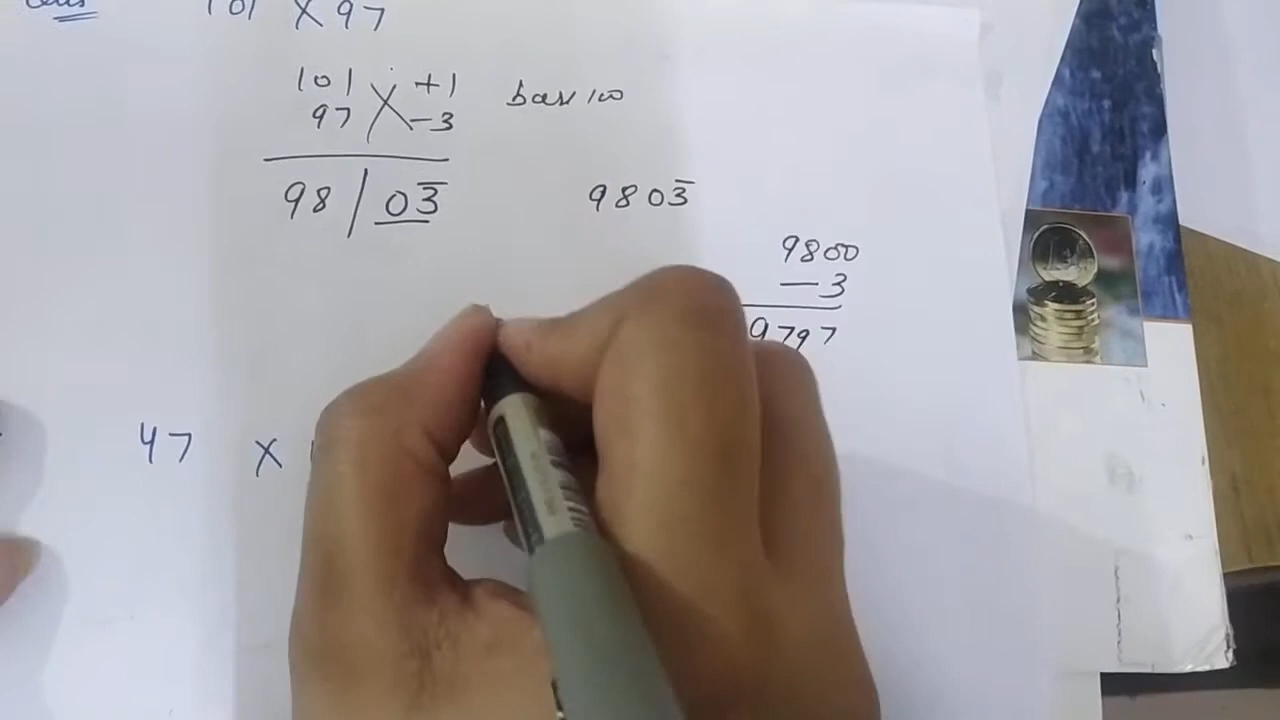 101 X 97
101 +1
97 -3
base 100
98 / 03̅
9803̅
9800
- 3
9797
47 X